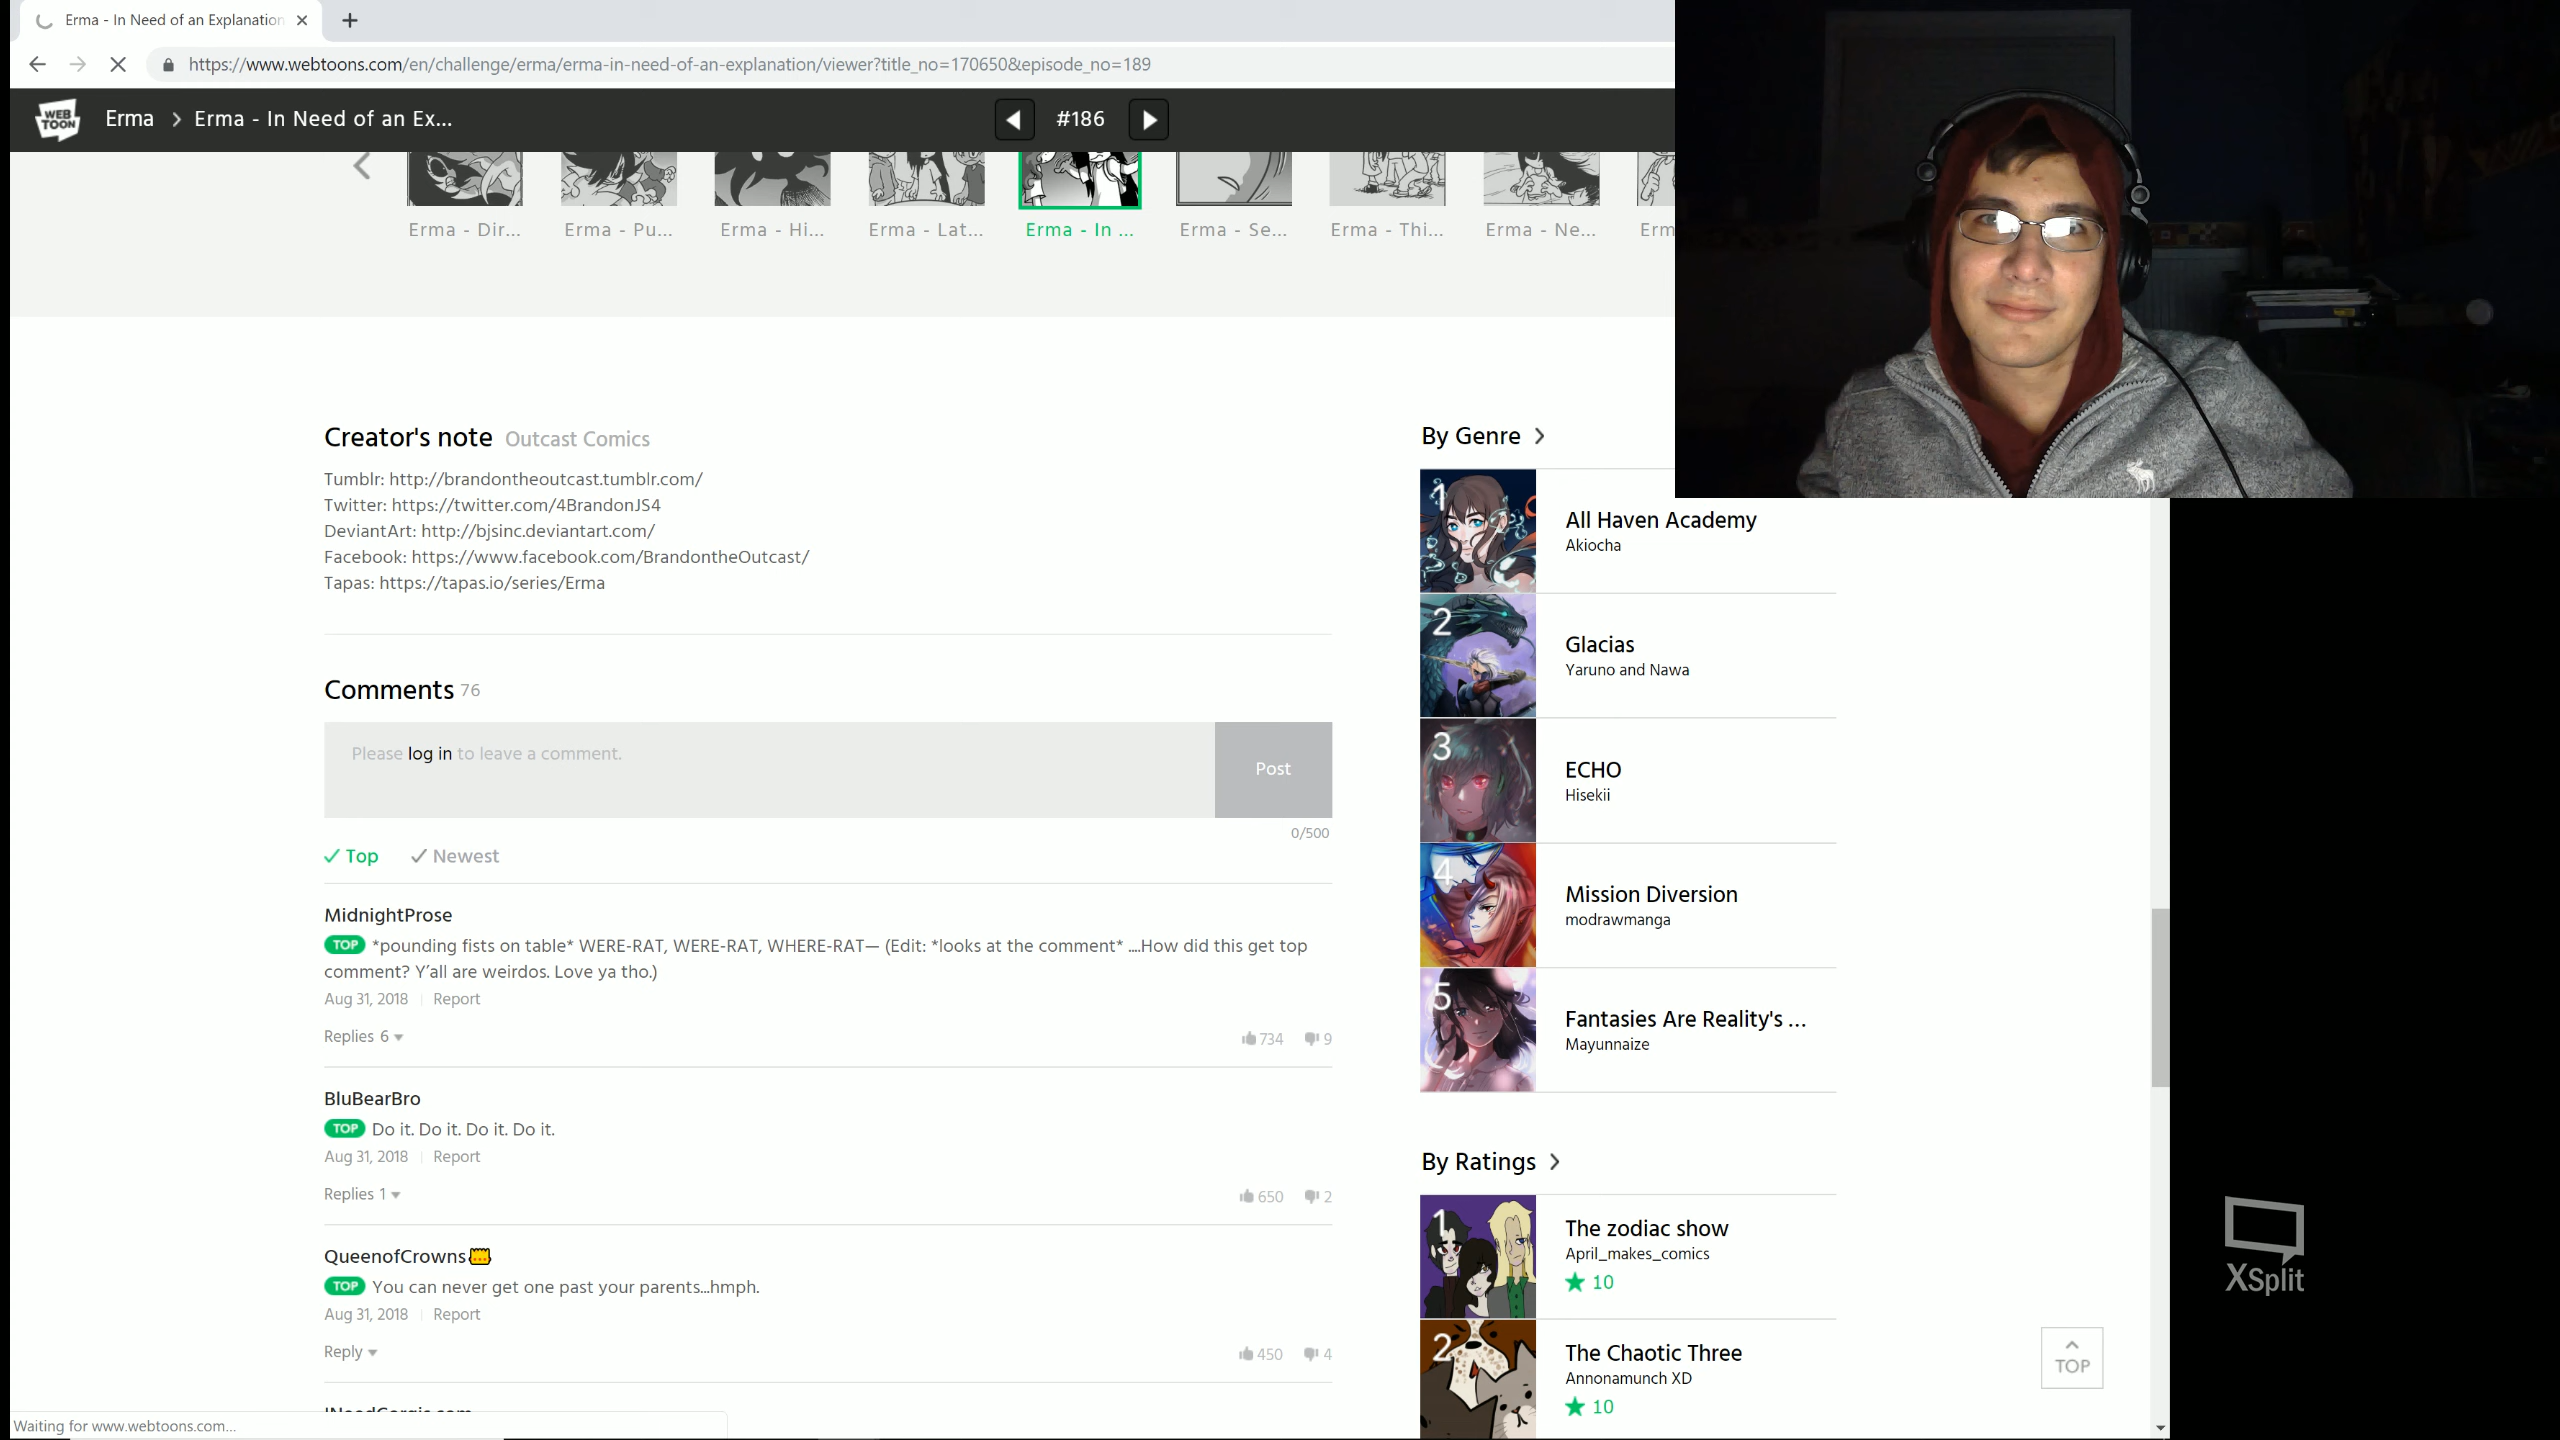 Erma - In Need of an Explanation
https://www.webtoons.com/en/challenge/erma/erma-in-need-of-an-explanation/viewer?title_no=170650&episode_no=189
WEB TOON
Erma > Erma - In Need of an Ex...
#186
Erma - Dir...
Erma - Pu...
Erma - Hi...
Erma - Lat...
Erma - In ...
Erma - Se...
Erma - Thi...
Erma - Ne...
Erm
Creator's note Outcast Comics
Tumblr: http://brandontheoutcast.tumblr.com/
Twitter: https://twitter.com/4BrandonJS4
DeviantArt: http://bjsinc.deviantart.com/
Facebook: https://www.facebook.com/BrandontheOutcast/
Tapas: https://tapas.io/series/Erma
Comments 76
Please log in to leave a comment.
Post
0/500
Top
Newest
MidnightProse
TOP *pounding fists on table* WERE-RAT, WERE-RAT, WHERE-RAT— (Edit: *looks at the comment* ....How did this get top
comment? Y'all are weirdos. Love ya tho.)
Aug 31, 2018 | Report
Replies 6
734
9
BluBearBro
TOP Do it. Do it. Do it. Do it.
Aug 31, 2018 | Report
Replies 1
650
2
QueenofCrowns
TOP You can never get one past your parents...hmph.
Aug 31, 2018 | Report
Reply
450
4
Waiting for www.webtoons.com...
By Genre >
1
All Haven Academy
Akiocha
2
Glacias
Yaruno and Nawa
3
ECHO
Hisekii
4
Mission Diversion
modrawmanga
5
Fantasies Are Reality's ...
Mayunnaize
By Ratings >
1
The zodiac show
April_makes_comics
10
2
The Chaotic Three
Annonamunch XD
10
TOP
XSplit